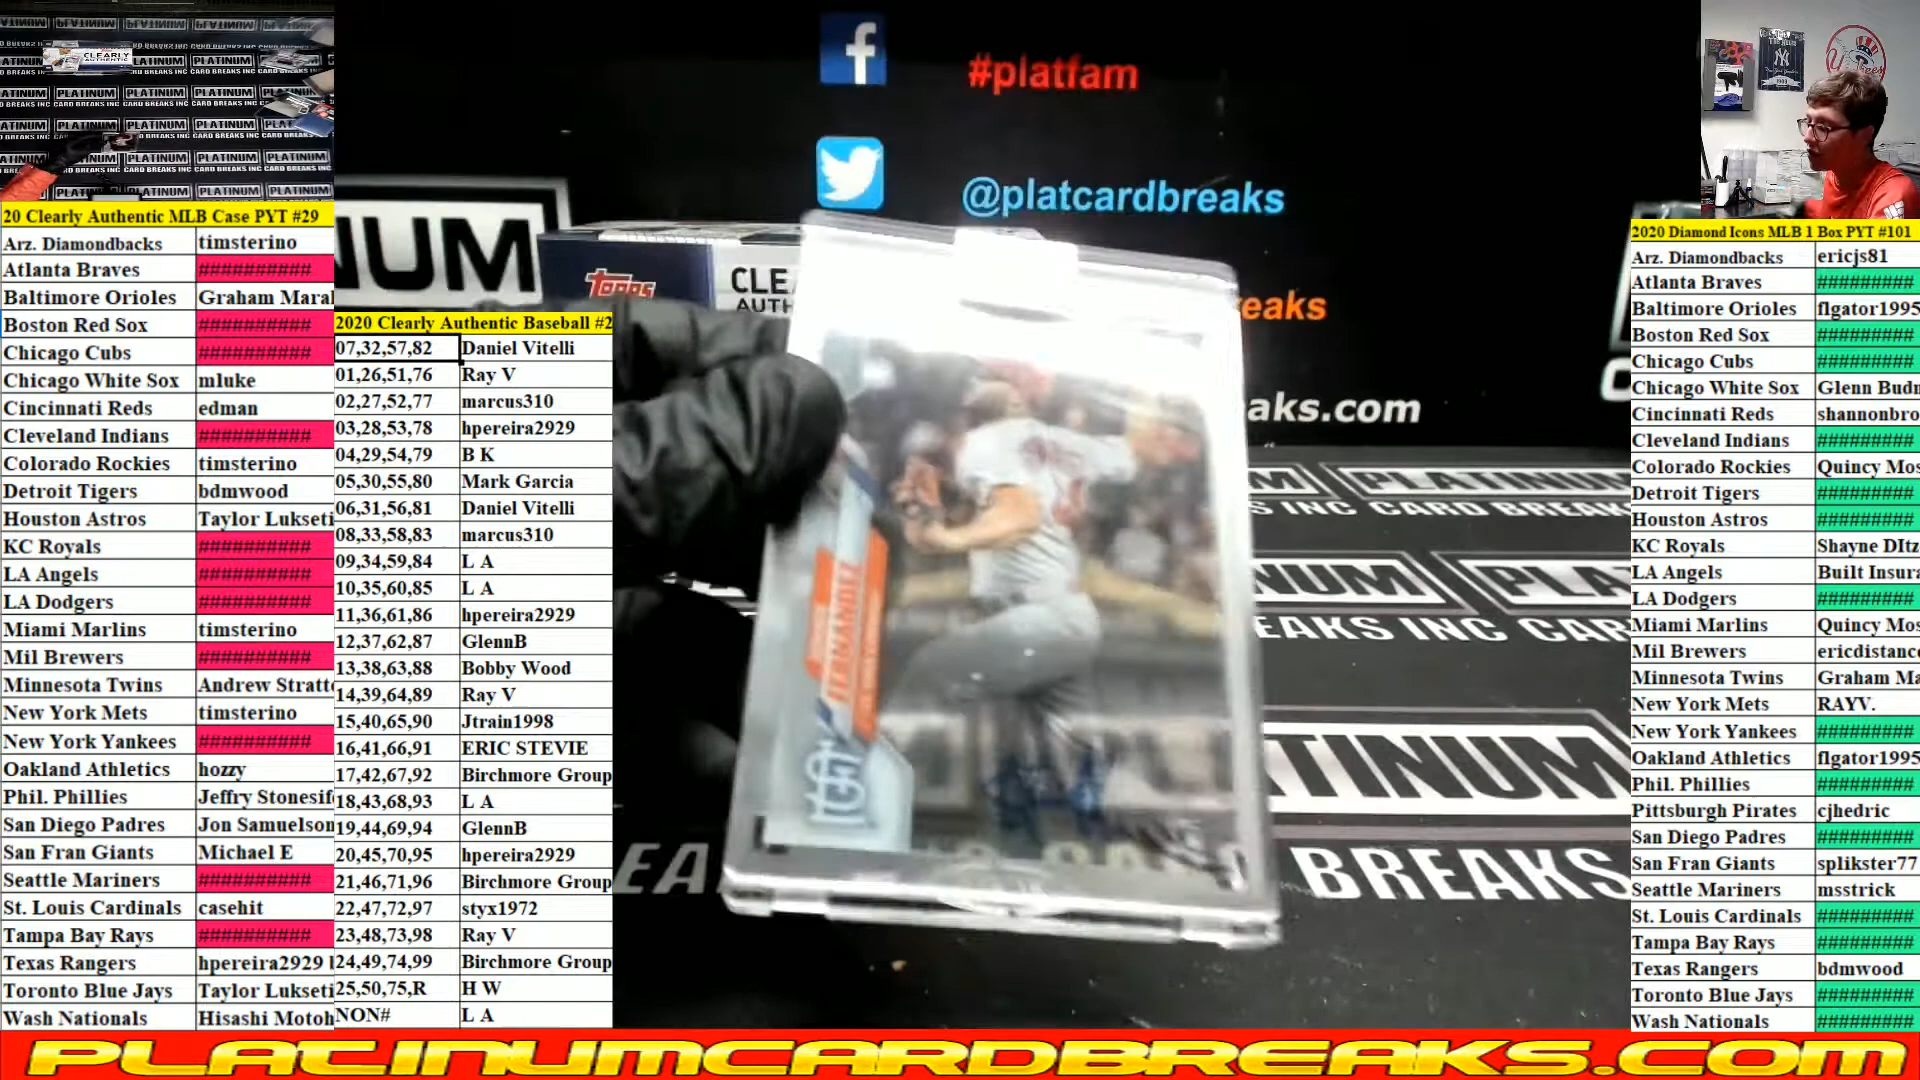 #platfam
@platcardbreaks
eaks
aks.com
NUM
Topps
CLE
AUTH
CLEARLY
AUTHENTIC
FERNANDEZ
PLATINUM
CARD BREAKS INC
TINUM
BREAKS
20 Clearly Authentic MLB Case PYT #29
Arz. Diamondbacks timsterino
Atlanta Braves ##########
Baltimore Orioles Graham Maral
Boston Red Sox ##########
Chicago Cubs ##########
Chicago White Sox mluke
Cincinnati Reds edman
Cleveland Indians ##########
Colorado Rockies timsterino
Detroit Tigers bdmwood
Houston Astros Taylor Lukseti
KC Royals ##########
LA Angels ##########
LA Dodgers ##########
Miami Marlins timsterino
Mil Brewers ##########
Minnesota Twins Andrew Stratt
New York Mets timsterino
New York Yankees ##########
Oakland Athletics hozzy
Phil. Phillies Jeffry Stonesif
San Diego Padres Jon Samuelson
San Fran Giants Michael E
Seattle Mariners ##########
St. Louis Cardinals casehit
Tampa Bay Rays ##########
Texas Rangers hpereira2929
Toronto Blue Jays Taylor Lukseti
Wash Nationals Hisashi Motoh
2020 Clearly Authentic Baseball #2
07,32,57,82 Daniel Vitelli
01,26,51,76 Ray V
02,27,52,77 marcus310
03,28,53,78 hpereira2929
04,29,54,79 B K
05,30,55,80 Mark Garcia
06,31,56,81 Daniel Vitelli
08,33,58,83 marcus310
09,34,59,84 L A
10,35,60,85 L A
11,36,61,86 hpereira2929
12,37,62,87 GlennB
13,38,63,88 Bobby Wood
14,39,64,89 Ray V
15,40,65,90 Jtrain1998
16,41,66,91 ERIC STEVIE
17,42,67,92 Birchmore Group
18,43,68,93 L A
19,44,69,94 GlennB
20,45,70,95 hpereira2929
21,46,71,96 Birchmore Group
22,47,72,97 styx1972
23,48,73,98 Ray V
24,49,74,99 Birchmore Group
25,50,75,R H W
NON# L A
2020 Diamond Icons MLB 1 Box PYT #101
Arz. Diamondbacks ericjs81
Atlanta Braves #########
Baltimore Orioles flgator1995
Boston Red Sox #########
Chicago Cubs #########
Chicago White Sox Glenn Budn
Cincinnati Reds shannonbro
Cleveland Indians #########
Colorado Rockies Quincy Mos
Detroit Tigers #########
Houston Astros #########
KC Royals Shayne DItz
LA Angels Built Insura
LA Dodgers #########
Miami Marlins Quincy Mos
Mil Brewers ericdistance
Minnesota Twins Graham Ma
New York Mets RAYV.
New York Yankees #########
Oakland Athletics flgator1995
Phil. Phillies #########
Pittsburgh Pirates cjhedric
San Diego Padres #########
San Fran Giants splikster77
Seattle Mariners msstrick
St. Louis Cardinals #########
Tampa Bay Rays #########
Texas Rangers bdmwood
Toronto Blue Jays #########
Wash Nationals #########
PLATINUMCARDBREAKS.COM